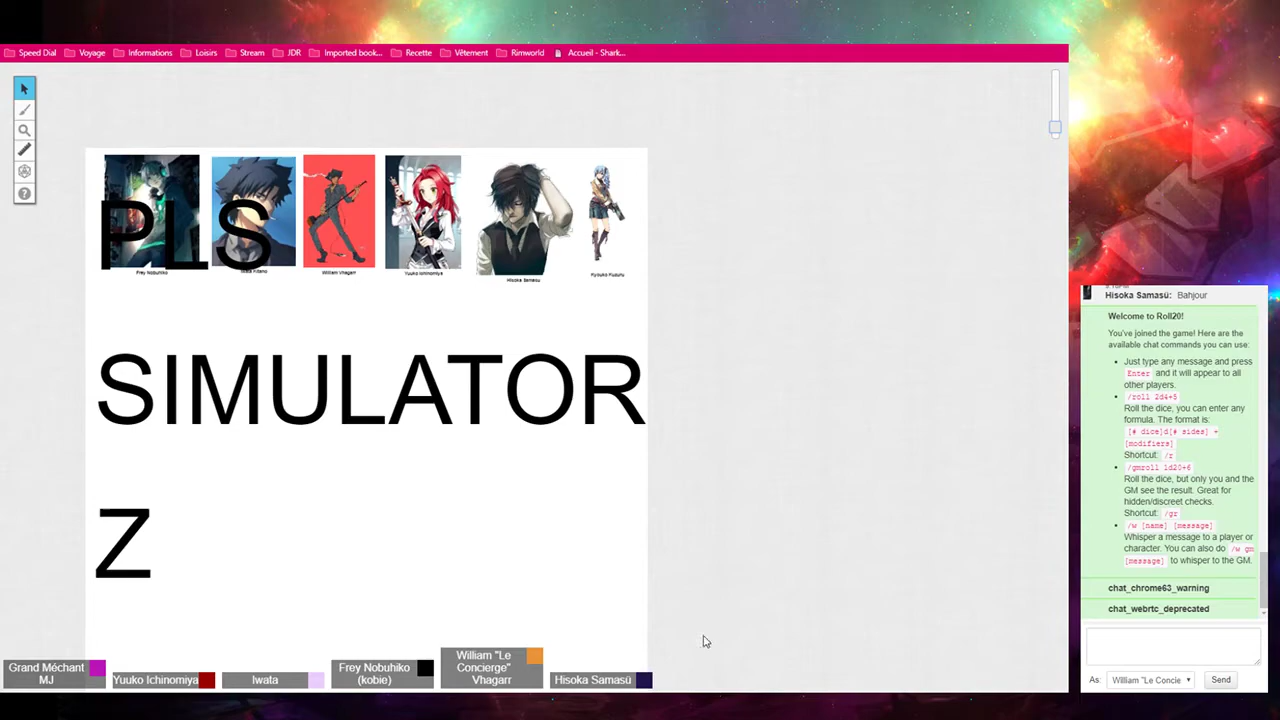 Speed Dial Voyage Informations Loisirs Stream JDR Imported book... Recette Vêtement Rimworld Accueil - Shark...
PLS
Frey Nobuhiko
William Vhagarr
Yuuko Ichinomiya
Hisoka Samasu
Kyouko Kuzuru
SIMULATOR
Z
Grand Méchant
MJ
Yuuko Ichinomiya
Iwata
Frey Nobuhiko
(kobie)
William "Le
Concierge"
Vhagarr
Hisoka Samasü
Hisoka Samasü: Bahjour
Welcome to Roll20!
You've joined the game! Here are the
available chat commands you can use:
Just type any message and press
Enter and it will appear to all
other players.
/roll 2d4+5
Roll the dice, you can enter any
formula. The format is:
[# dice]d[# sides] +
[modifiers]
Shortcut: /r
/gmroll 1d20+6
Roll the dice, but only you and the
GM see the result. Great for
hidden/discreet checks.
Shortcut: /gr
/w [name] [message]
Whisper a message to a player or
character. You can also do /w gm
[message] to whisper to the GM.
chat_chrome63_warning
chat_webrtc_deprecated
As: William "Le Concie Send